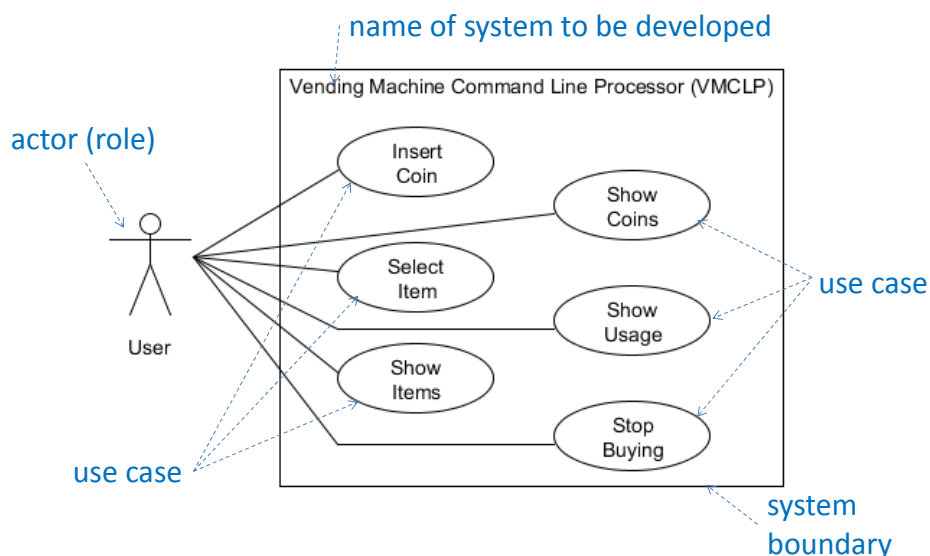 name of system to be developed
Vending Machine Command Line Processor (VMCLP)
actor (role)
Insert
Coin
Show
Coins
Select
Item
use case
Show
Usage
User
Show
Items
Stop
Buying
use case
system
boundary